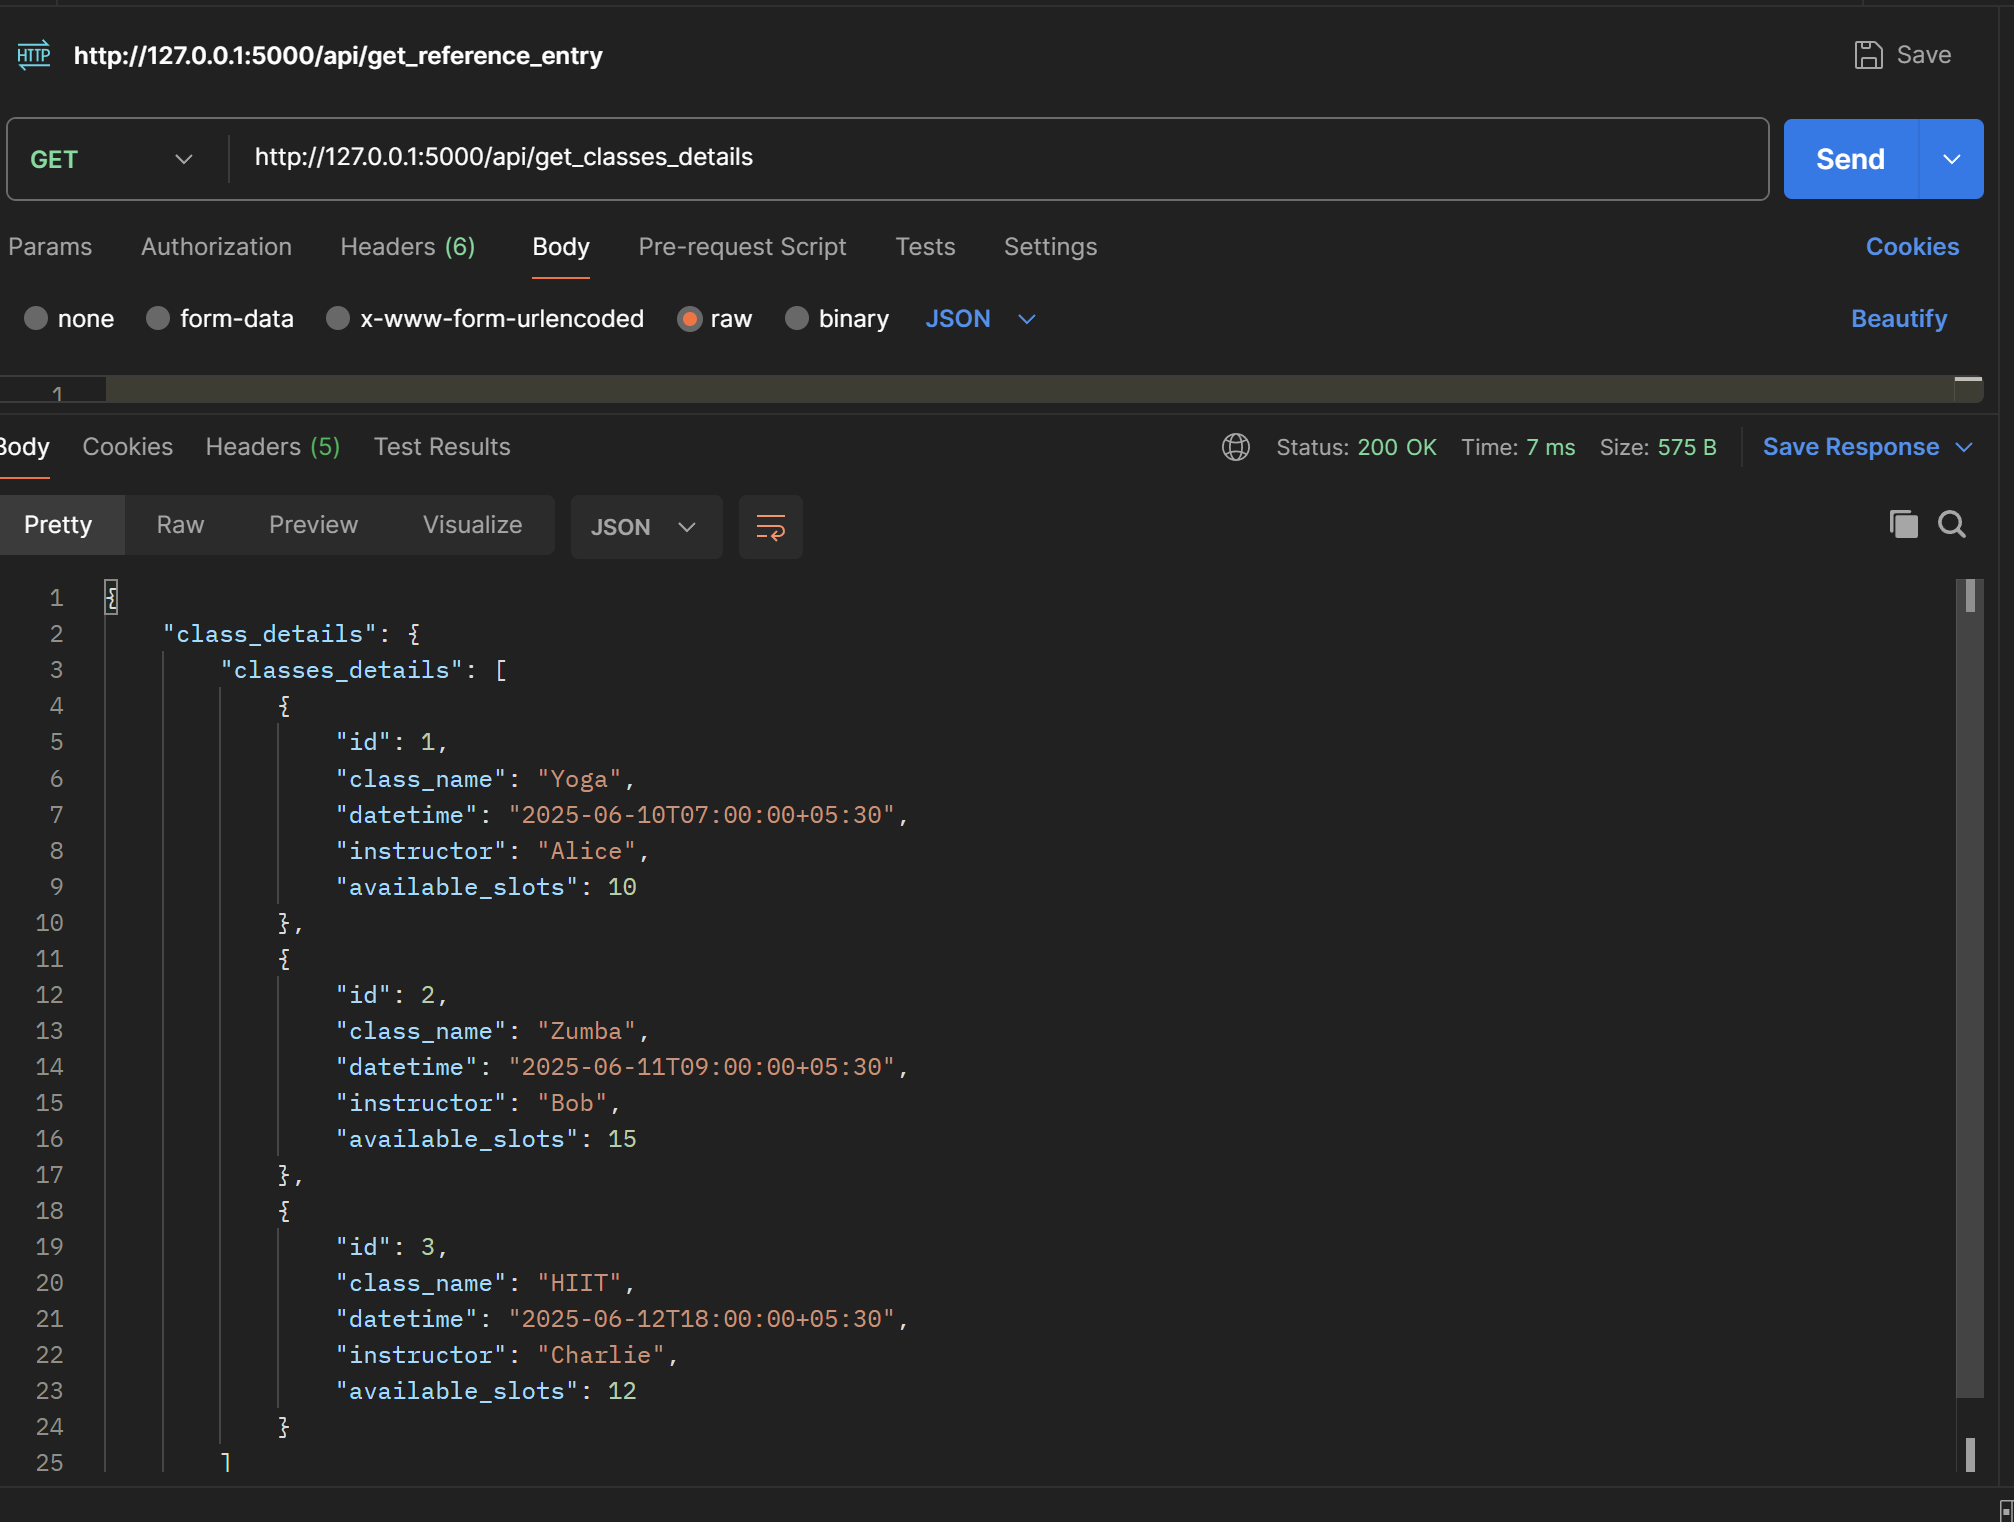 HTTP http://127.0.0.1:5000/api/get_reference_entry Save
GET http://127.0.0.1:5000/api/get_classes_details Send
Params Authorization Headers (6) Body Pre-request Script Tests Settings Cookies
none form-data x-www-form-urlencoded raw binary JSON Beautify
1
Body Cookies Headers (5) Test Results Status: 200 OK Time: 7 ms Size: 575 B Save Response
Pretty Raw Preview Visualize JSON
1 {
2 "class_details": {
3 "classes_details": [
4 {
5 "id": 1,
6 "class_name": "Yoga",
7 "datetime": "2025-06-10T07:00:00+05:30",
8 "instructor": "Alice",
9 "available_slots": 10
10 },
11 {
12 "id": 2,
13 "class_name": "Zumba",
14 "datetime": "2025-06-11T09:00:00+05:30",
15 "instructor": "Bob",
16 "available_slots": 15
17 },
18 {
19 "id": 3,
20 "class_name": "HIIT",
21 "datetime": "2025-06-12T18:00:00+05:30",
22 "instructor": "Charlie",
23 "available_slots": 12
24 }
25 ]